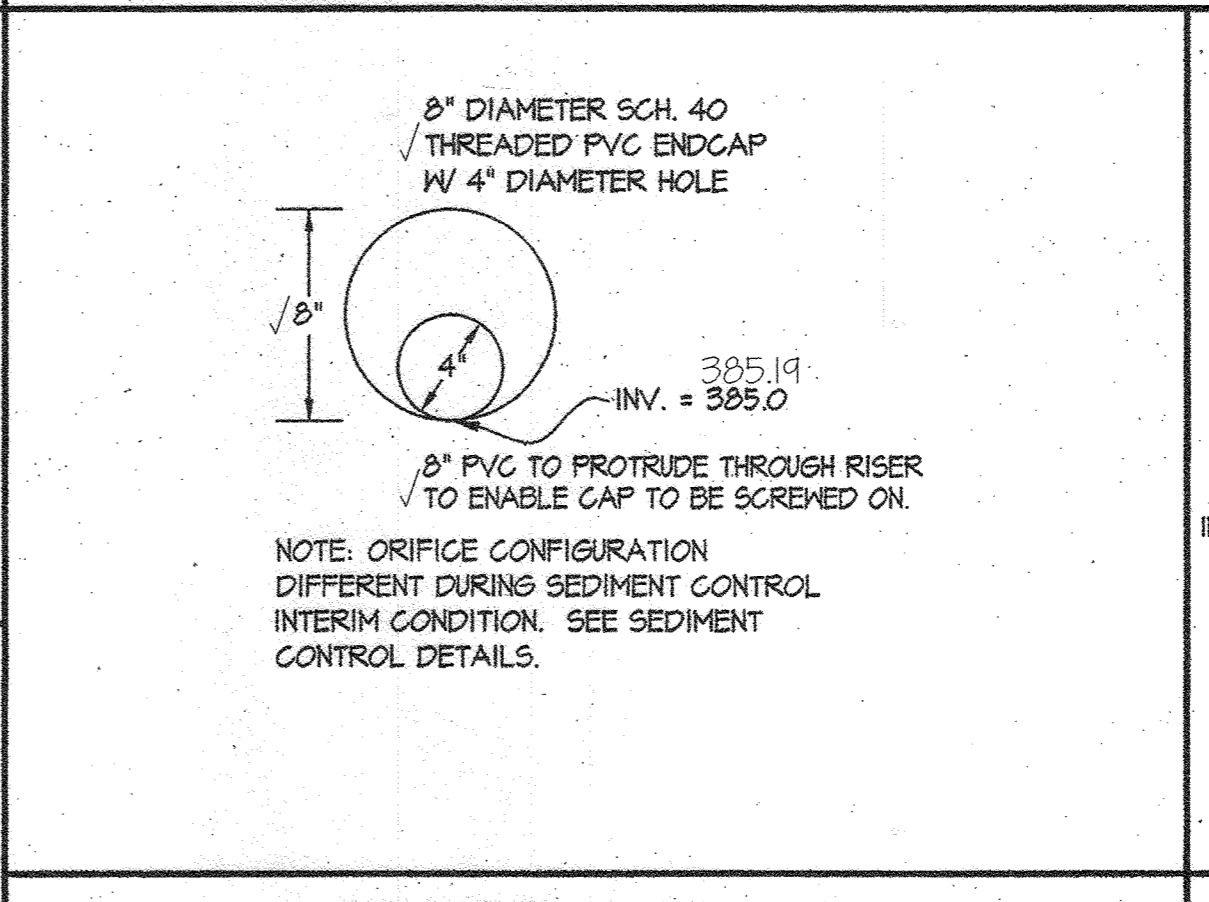 8" DIAMETER SCH. 40
√ THREADED PVC ENDCAP
W/ 4" DIAMETER HOLE
√ 8"
4"
385.19
INV. = 385.0
8" PVC TO PROTRUDE THROUGH RISER
√ TO ENABLE CAP TO BE SCREWED ON.
NOTE: ORIFICE CONFIGURATION
DIFFERENT DURING SEDIMENT CONTROL
INTERIM CONDITION. SEE SEDIMENT
CONTROL DETAILS.